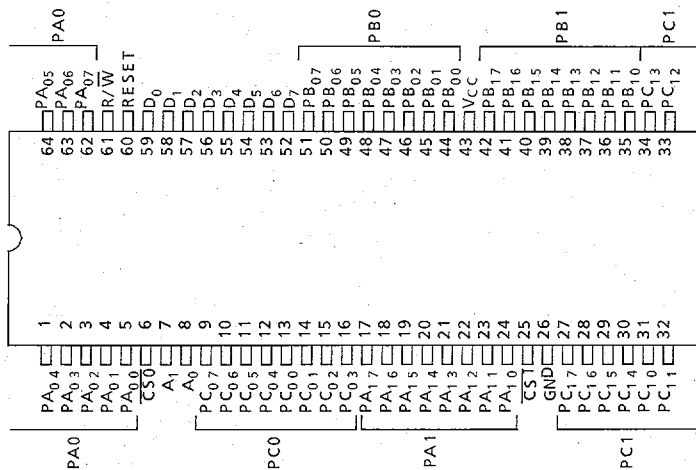 PA04 1 64 PA05
PA03 2 63 PA06
PA0 PA02 3 62 PA07 PA0
PA01 4 61 R/W̅
PA00 5 60 RESET
C̅S̅0̅ 6 59 D0
A1 7 58 D1
A0 8 57 D2
PC07 9 56 D3
PC06 10 55 D4
PC05 11 54 D5
PC04 12 53 D6
PC0 PC00 13 52 D7
PC01 14 51 PB07
PC02 15 50 PB06
PC03 16 49 PB05
PA17 17 48 PB04 PB0
PA16 18 47 PB03
PA15 19 46 PB02
PA1 PA14 20 45 PB01
PA13 21 44 PB00
PA12 22 43 VCC
PA11 23 42 PB17
PA10 24 41 PB16
C̅S̅1̅ 25 40 PB15
GND 26 39 PB14 PB1
PC17 27 38 PB13
PC16 28 37 PB12
PC15 29 36 PB11
PC1 PC14 30 35 PB10
PC10 31 34 PC13 PC1
PC11 32 33 PC12